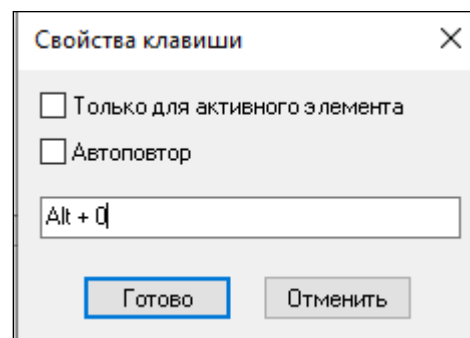 Свойства клавиши
Только для активного элемента
Автоповтор
Alt + 0
Готово
Отменить